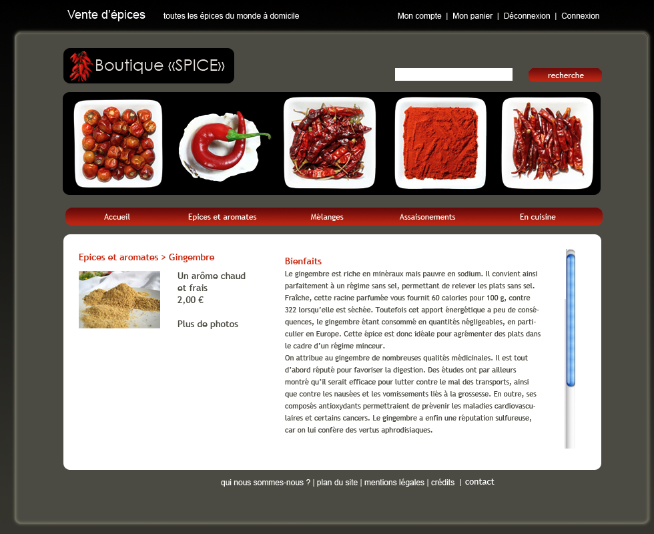 Vente d'épices
toutes les épices du monde à domicile
Mon compte | Mon panier | Déconnexion | Connexion
Boutique «SPICE»
recherche
Accueil
Epices et aromates
Mélanges
Assaisonements
En cuisine
Epices et aromates > Gingembre
Un arôme chaud
et frais
2,00 €
Plus de photos
Bienfaits
Le gingembre est riche en minéraux mais pauvre en sodium. Il convient ainsi
parfaitement à un régime sans sel, permettant de relever les plats sans sel.
Fraîche, cette racine parfumée vous fournit 60 calories pour 100 g, contre
322 lorsqu'elle est séchée. Toutefois cet apport énergétique a peu de consé-
quences, le gingembre étant consommé en quantités négligeables, en parti-
culier en Europe. Cette épice est donc idéale pour agrémenter des plats dans
le cadre d'un régime minceur.
On attribue au gingembre de nombreuses qualités médicinales. Il est tout
d'abord réputé pour favoriser la digestion. Des études ont par ailleurs
montré qu'il serait efficace pour lutter contre le mal des transports, ainsi
que contre les nausées et les vomissements liés à la grossesse. En outre, ses
composés antioxydants permettraient de prévenir les maladies cardiovascu-
laires et certains cancers. Le gingembre a enfin une réputation sulfureuse,
car on lui confère des vertus aphrodisiaques.
qui nous sommes-nous ? | plan du site | mentions légales | crédits | contact